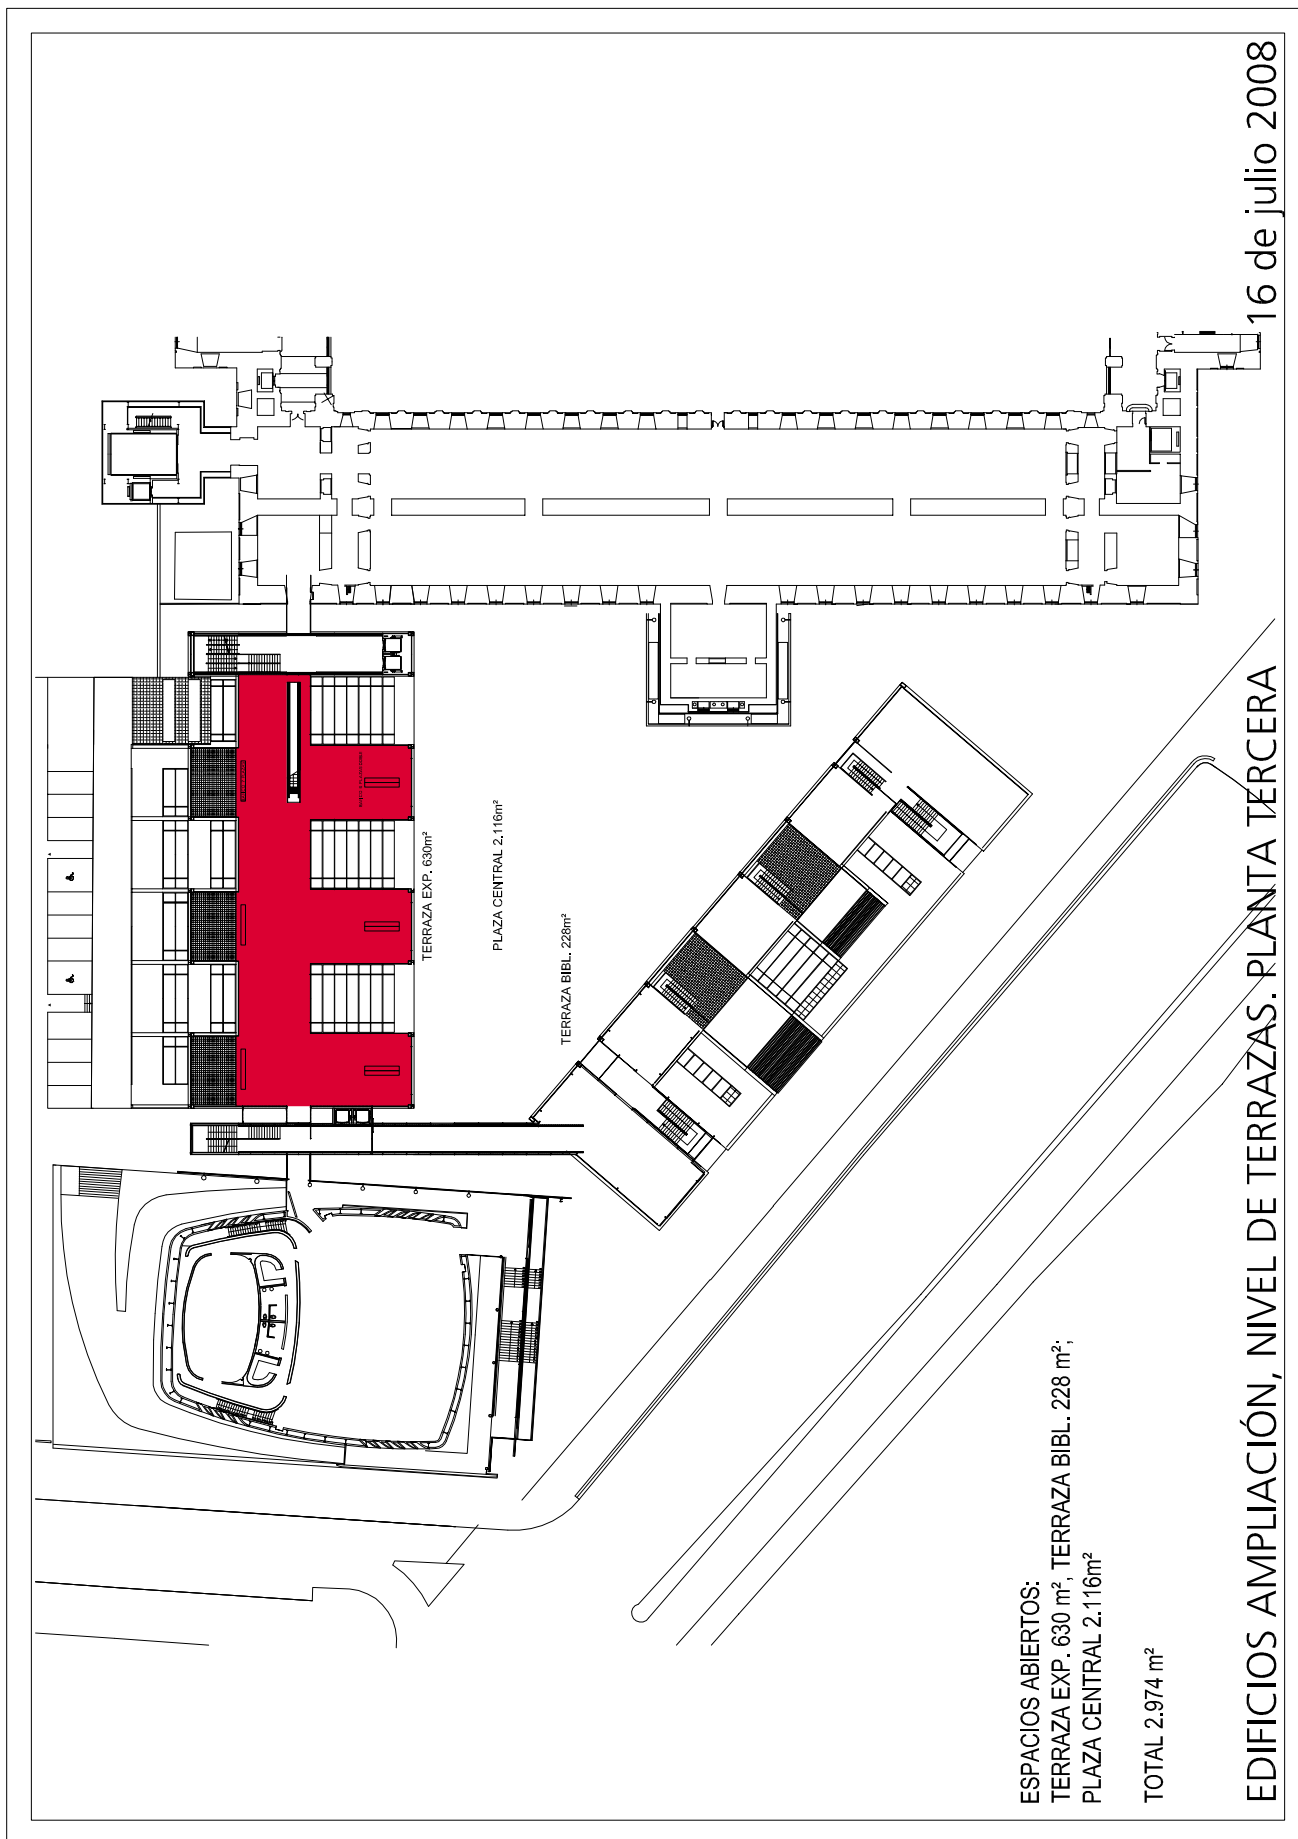 TERRAZA EXP. 630m²
PLAZA CENTRAL 2.116m²
TERRAZA BIBL. 228m²
ESPACIOS ABIERTOS:
TERRAZA EXP. 630 m², TERRAZA BIBL. 228 m²;
PLAZA CENTRAL 2.116m²
TOTAL 2.974 m²
EDIFICIOS AMPLIACIÓN, NIVEL DE TERRAZAS. PLANTA TERCERA
16 de julio 2008